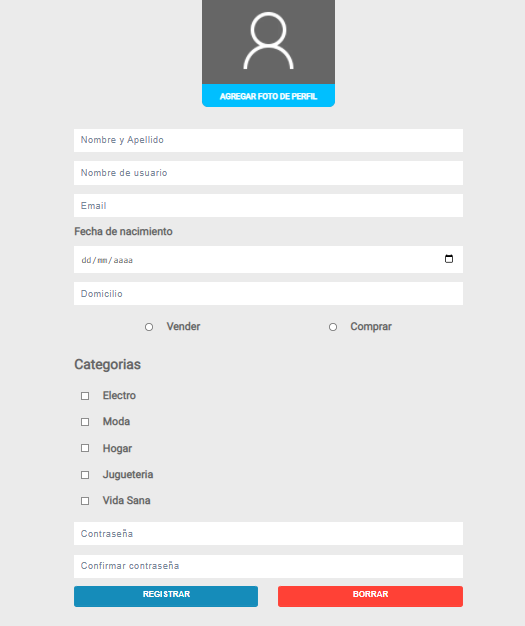 AGREGAR FOTO DE PERFIL
Nombre y Apellido
Nombre de usuario
Email
Fecha de nacimiento
dd/mm/aaaa
Domicilio
Vender Comprar
Categorias
Electro
Moda
Hogar
Jugueteria
Vida Sana
Contraseña
Confirmar contraseña
REGISTRAR BORRAR